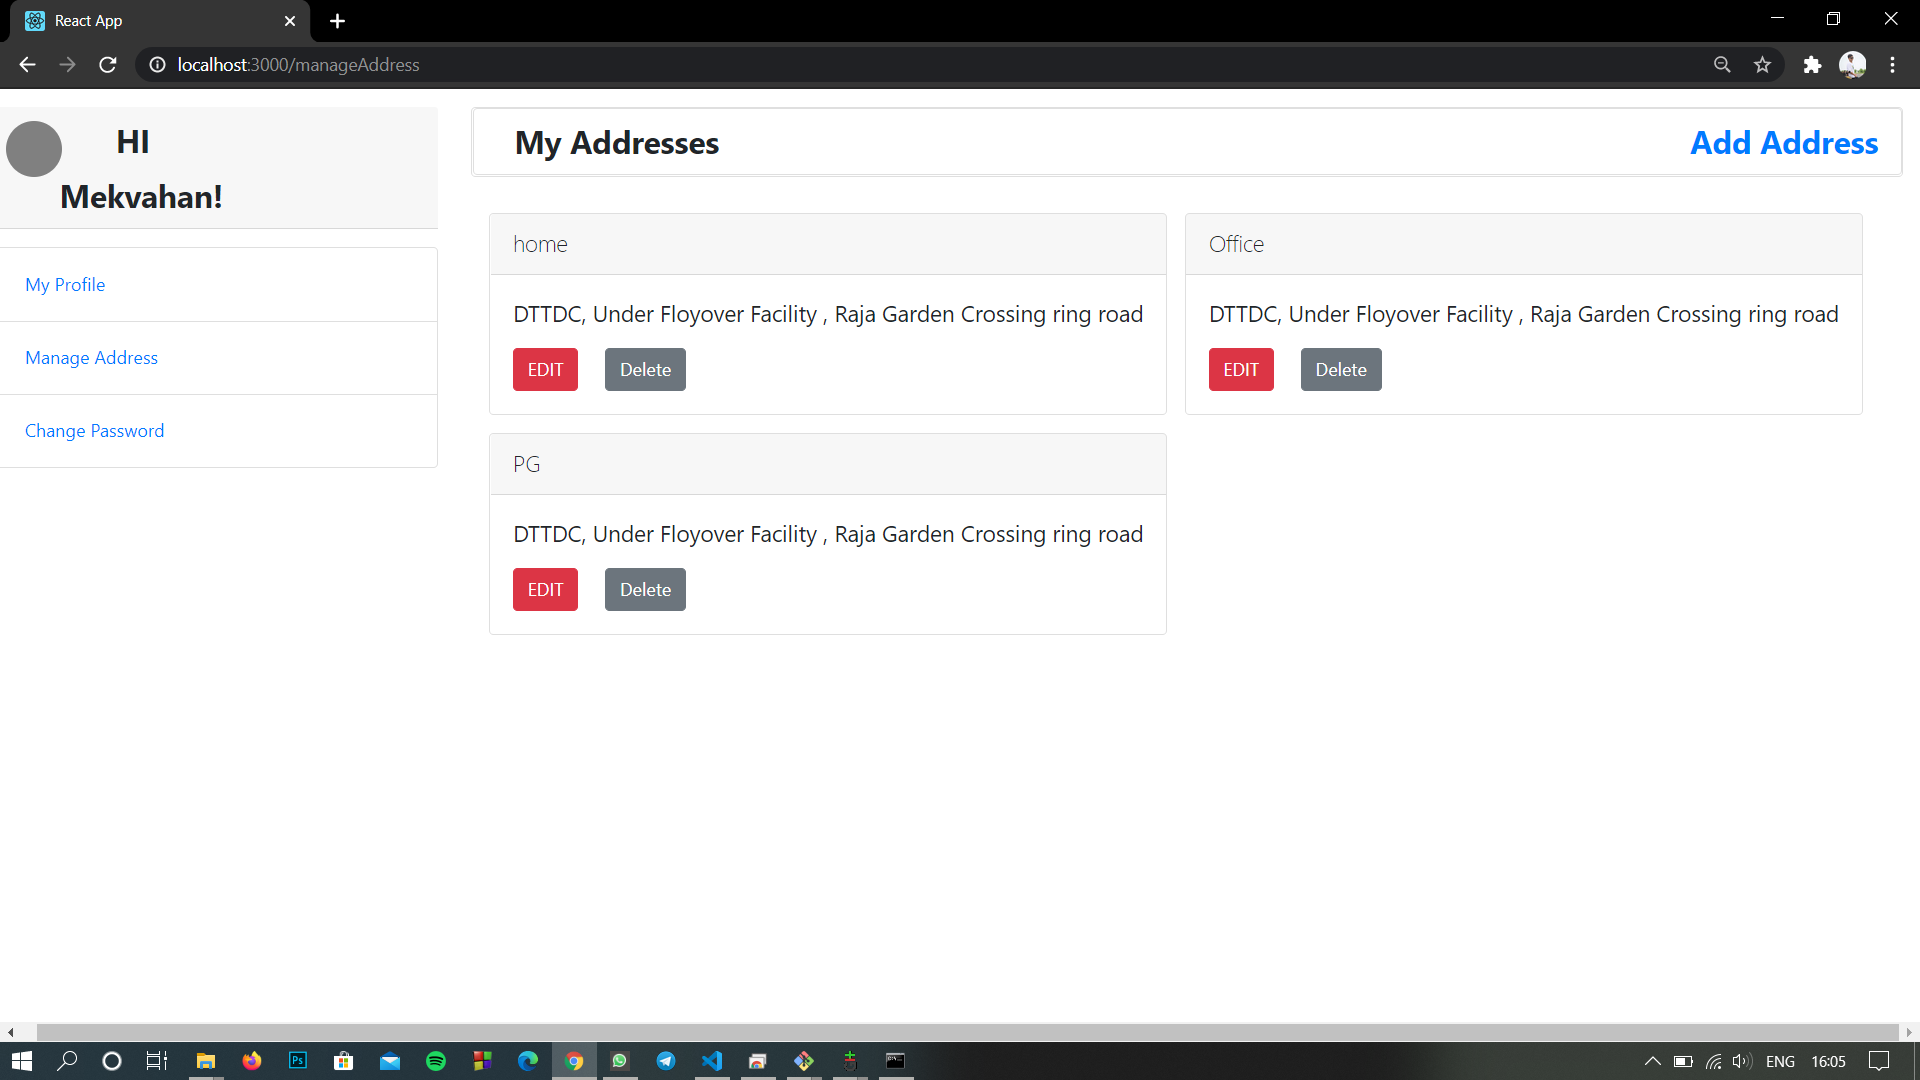 React App
localhost:3000/manageAddress
HI
Mekvahan!
My Profile
Manage Address
Change Password
My Addresses
Add Address
home
DTTDC, Under Floyover Facility , Raja Garden Crossing ring road
EDIT
Delete
Office
DTTDC, Under Floyover Facility , Raja Garden Crossing ring road
EDIT
Delete
PG
DTTDC, Under Floyover Facility , Raja Garden Crossing ring road
EDIT
Delete
Ps
ENG
16:05